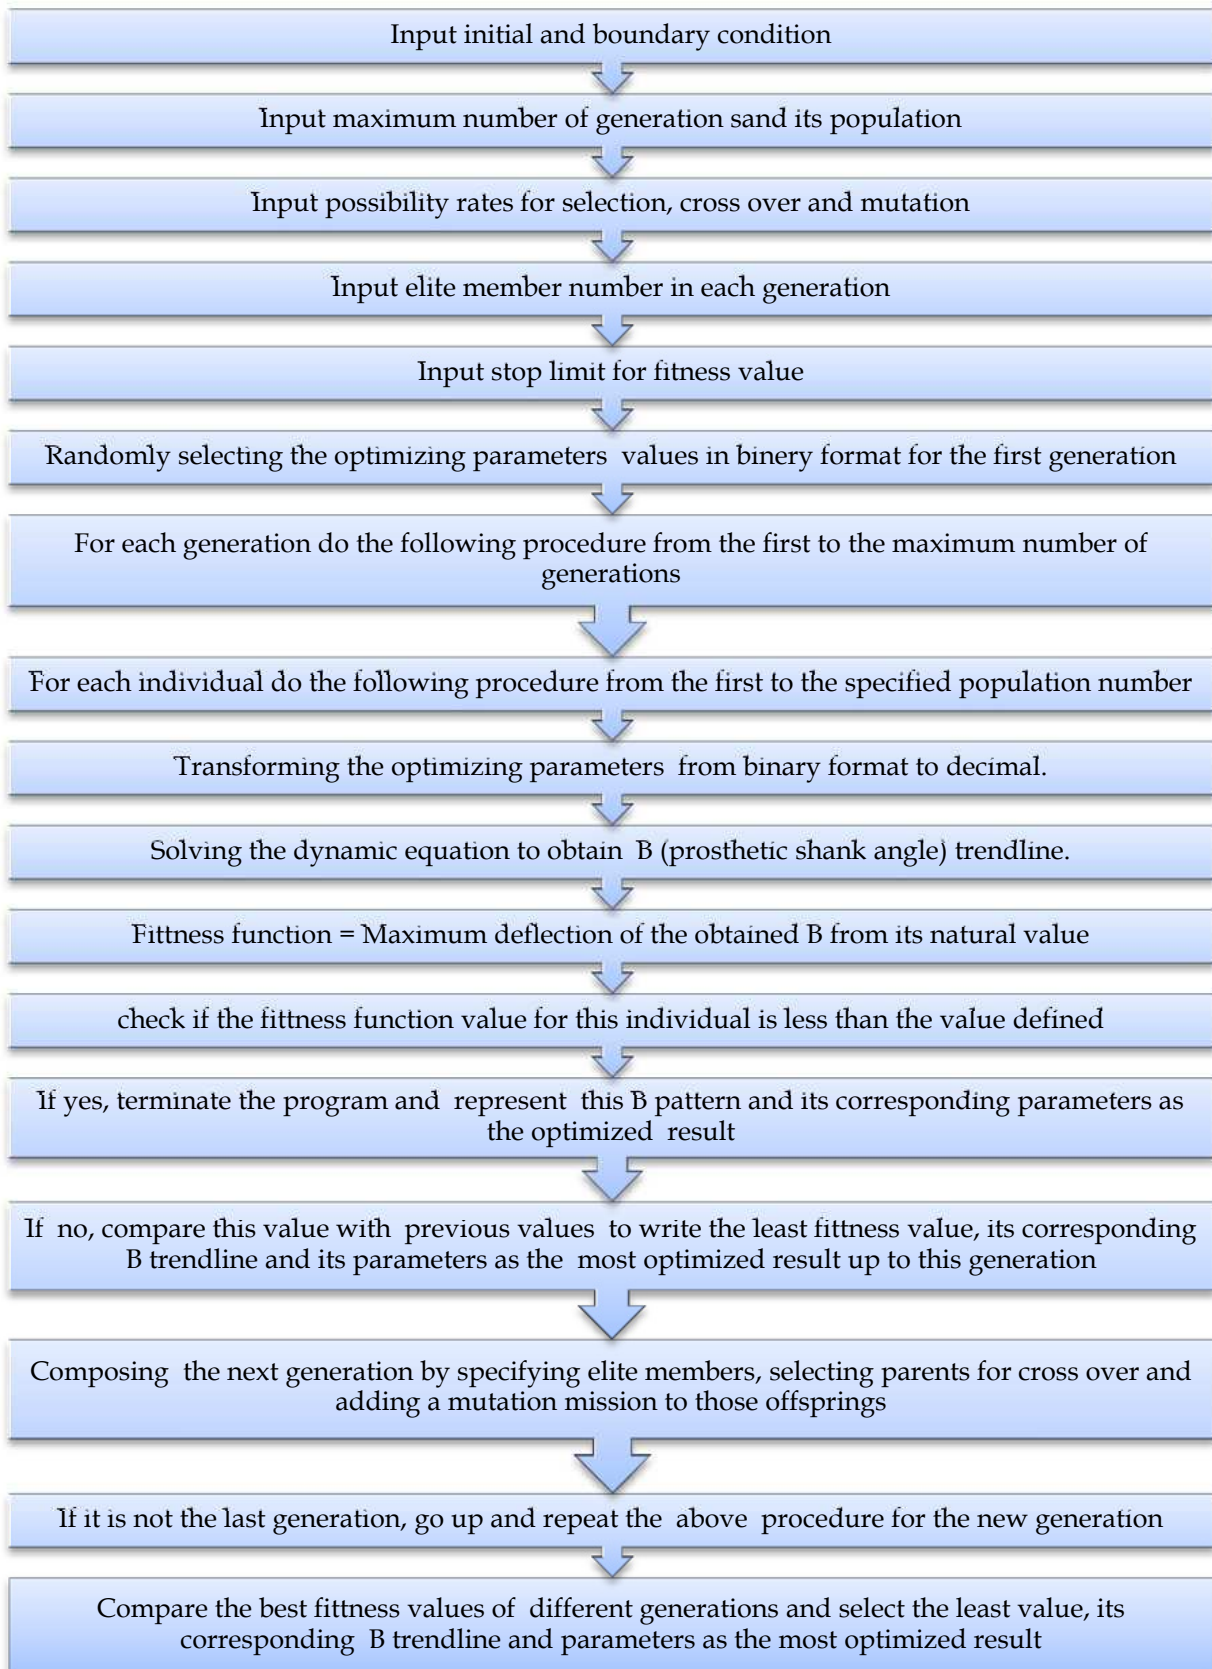 Input initial and boundary condition
Input maximum number of generation sand its population
Input possibility rates for selection, cross over and mutation
Input elite member number in each generation
Input stop limit for fitness value
Randomly selecting the optimizing parameters values in binery format for the first generation
For each generation do the following procedure from the first to the maximum number of
generations
For each individual do the following procedure from the first to the specified population number
Transforming the optimizing parameters from binary format to decimal.
Solving the dynamic equation to obtain B (prosthetic shank angle) trendline.
Fittness function = Maximum deflection of the obtained B from its natural value
check if the fittness function value for this individual is less than the value defined
If yes, terminate the program and represent this B pattern and its corresponding parameters as
the optimized result
If no, compare this value with previous values to write the least fittness value, its corresponding
B trendline and its parameters as the most optimized result up to this generation
Composing the next generation by specifying elite members, selecting parents for cross over and
adding a mutation mission to those offsprings
If it is not the last generation, go up and repeat the above procedure for the new generation
Compare the best fittness values of different generations and select the least value, its
corresponding B trendline and parameters as the most optimized result